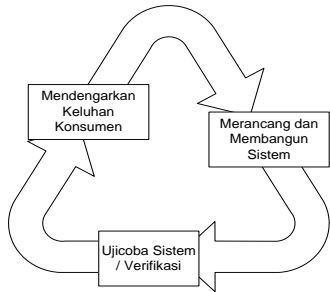 Mendengarkan
Keluhan
Konsumen
Merancang dan
Membangun
Sistem
Ujicoba Sistem
/ Verifikasi